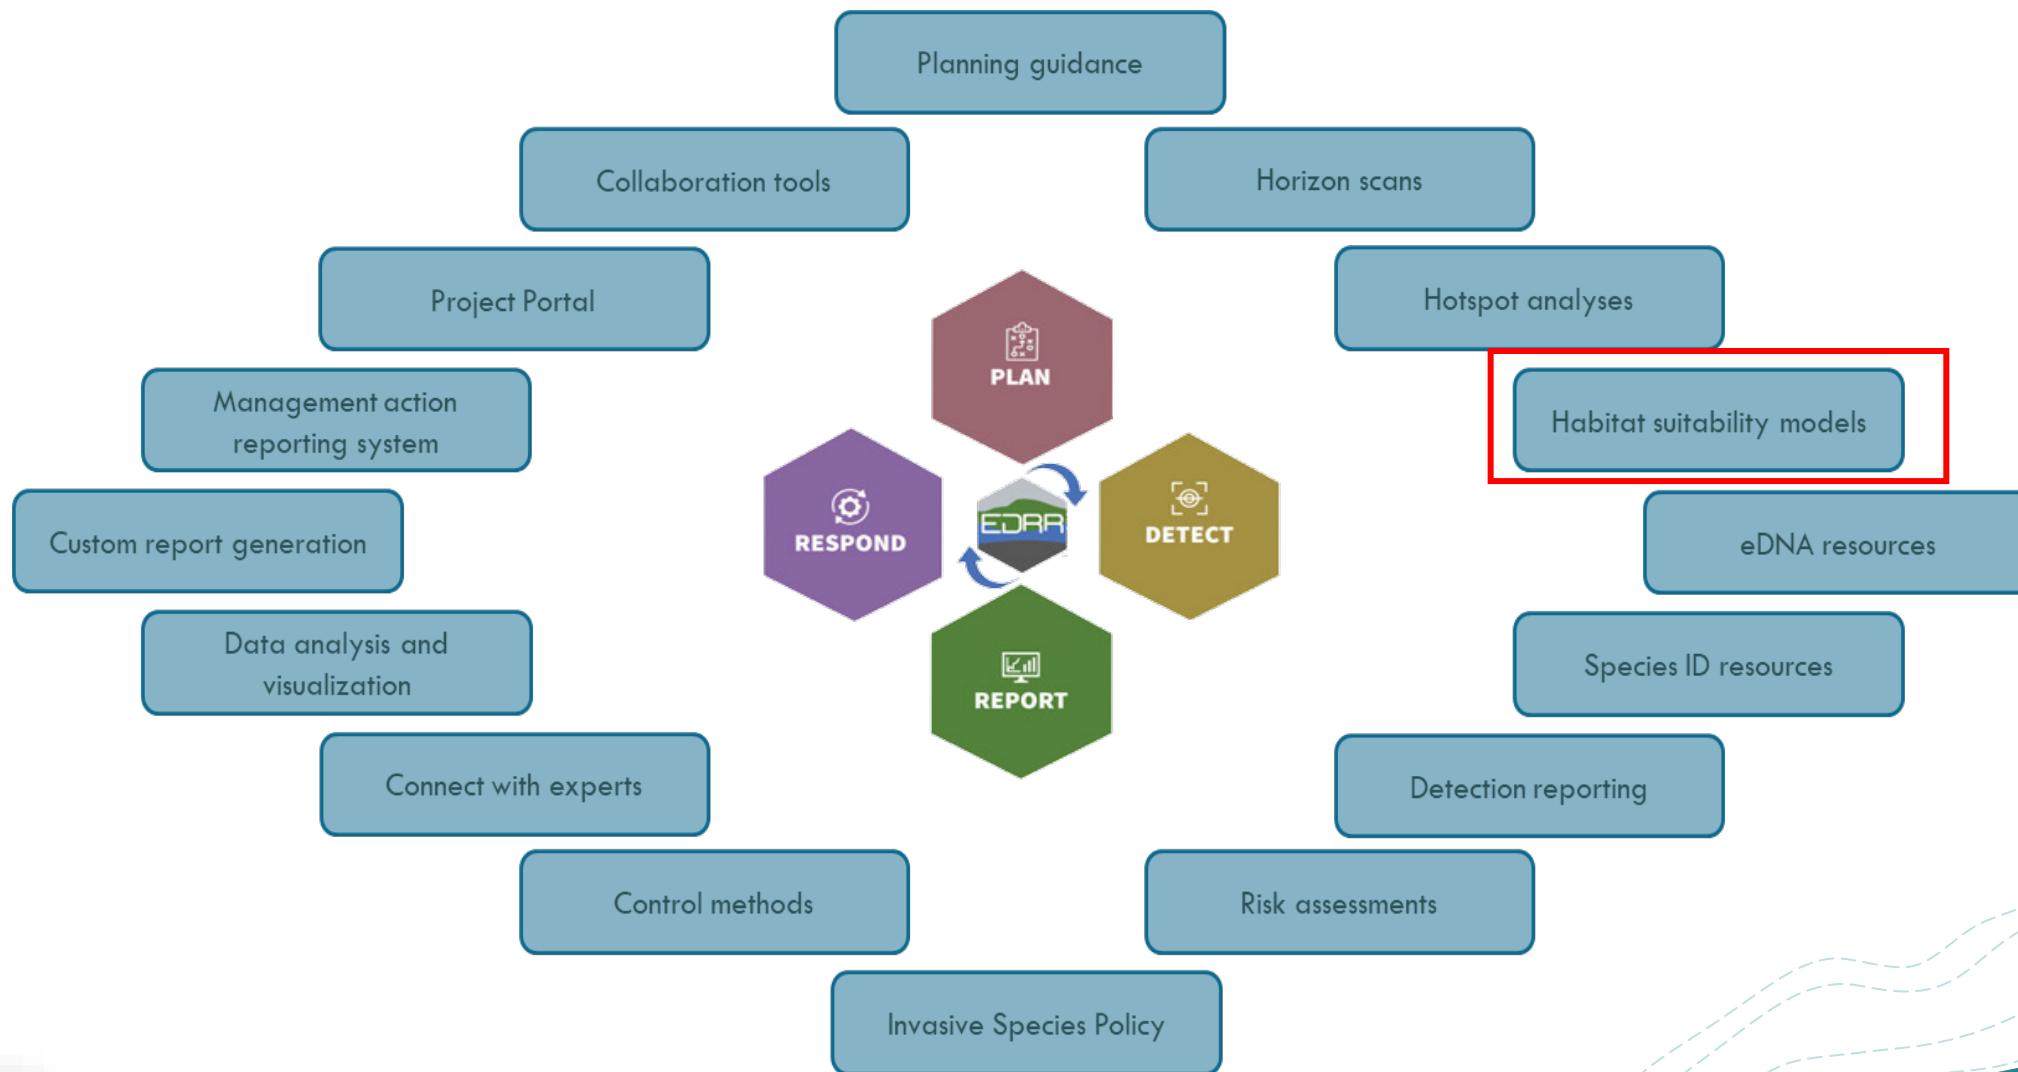 Planning guidance
Collaboration tools
Horizon scans
Project Portal
Hotspot analyses
PLAN
Management action
reporting system
Habitat suitability models
RESPOND
EDRR
DETECT
Custom report generation
eDNA resources
Data analysis and
visualization
Species ID resources
REPORT
Connect with experts
Detection reporting
Control methods
Risk assessments
Invasive Species Policy